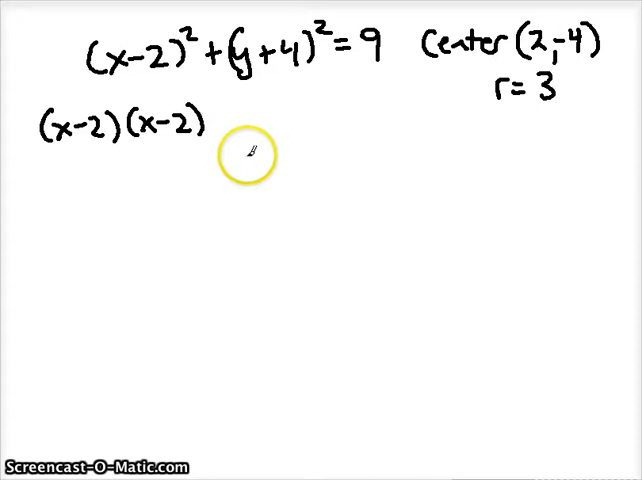 (x-2)² + (y+4)² = 9
Center (2,-4)
r = 3
(x-2)(x-2)
Screencast-O-Matic.com